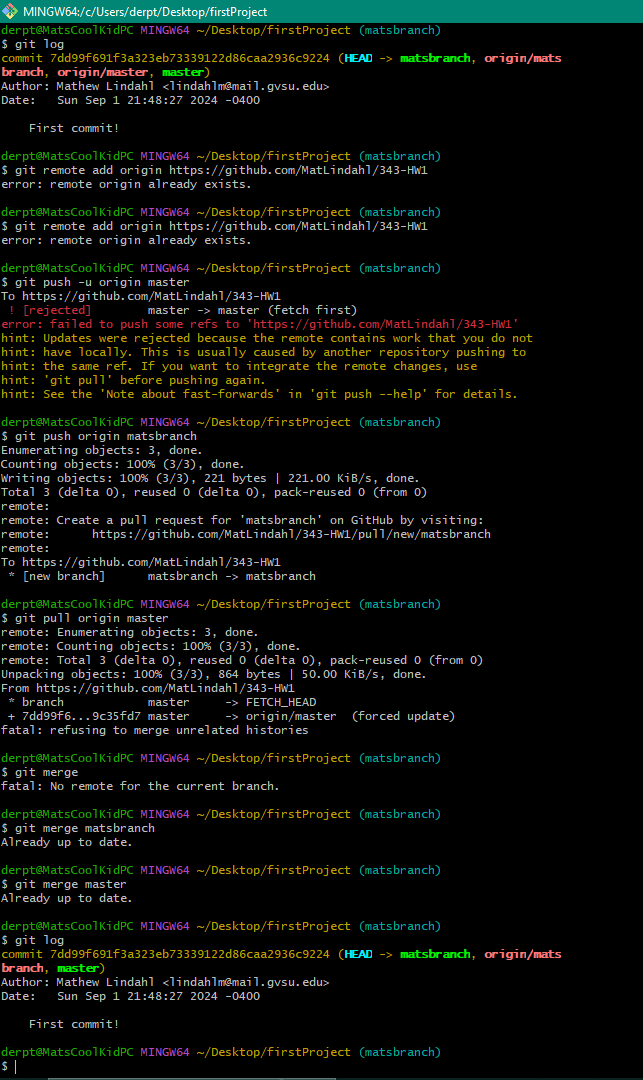 MINGW64:/c/Users/derpt/Desktop/firstProject
derpt@MatsCoolKidPC MINGW64 ~/Desktop/firstProject (matsbranch)
$ git log
commit 7dd99f691f3a323eb73339122d86caa2936c9224 (HEAD -> matsbranch, origin/mats
branch, origin/master, master)
Author: Mathew Lindahl <lindahlm@mail.gvsu.edu>
Date:   Sun Sep 1 21:48:27 2024 -0400
    First commit!
derpt@MatsCoolKidPC MINGW64 ~/Desktop/firstProject (matsbranch)
$ git remote add origin https://github.com/MatLindahl/343-HW1
error: remote origin already exists.
derpt@MatsCoolKidPC MINGW64 ~/Desktop/firstProject (matsbranch)
$ git remote add origin https://github.com/MatLindahl/343-HW1
error: remote origin already exists.
derpt@MatsCoolKidPC MINGW64 ~/Desktop/firstProject (matsbranch)
$ git push -u origin master
To https://github.com/MatLindahl/343-HW1
 ! [rejected]        master -> master (fetch first)
error: failed to push some refs to 'https://github.com/MatLindahl/343-HW1'
hint: Updates were rejected because the remote contains work that you do not
hint: have locally. This is usually caused by another repository pushing to
hint: the same ref. If you want to integrate the remote changes, use
hint: 'git pull' before pushing again.
hint: See the 'Note about fast-forwards' in 'git push --help' for details.
derpt@MatsCoolKidPC MINGW64 ~/Desktop/firstProject (matsbranch)
$ git push origin matsbranch
Enumerating objects: 3, done.
Counting objects: 100% (3/3), done.
Writing objects: 100% (3/3), 221 bytes | 221.00 KiB/s, done.
Total 3 (delta 0), reused 0 (delta 0), pack-reused 0 (from 0)
remote:
remote: Create a pull request for 'matsbranch' on GitHub by visiting:
remote:      https://github.com/MatLindahl/343-HW1/pull/new/matsbranch
remote:
To https://github.com/MatLindahl/343-HW1
 * [new branch]      matsbranch -> matsbranch
derpt@MatsCoolKidPC MINGW64 ~/Desktop/firstProject (matsbranch)
$ git pull origin master
remote: Enumerating objects: 3, done.
remote: Counting objects: 100% (3/3), done.
remote: Total 3 (delta 0), reused 0 (delta 0), pack-reused 0 (from 0)
Unpacking objects: 100% (3/3), 864 bytes | 50.00 KiB/s, done.
From https://github.com/MatLindahl/343-HW1
 * branch            master     -> FETCH_HEAD
 + 7dd99f6...9c35fd7 master     -> origin/master  (forced update)
fatal: refusing to merge unrelated histories
derpt@MatsCoolKidPC MINGW64 ~/Desktop/firstProject (matsbranch)
$ git merge
fatal: No remote for the current branch.
derpt@MatsCoolKidPC MINGW64 ~/Desktop/firstProject (matsbranch)
$ git merge matsbranch
Already up to date.
derpt@MatsCoolKidPC MINGW64 ~/Desktop/firstProject (matsbranch)
$ git merge master
Already up to date.
derpt@MatsCoolKidPC MINGW64 ~/Desktop/firstProject (matsbranch)
$ git log
commit 7dd99f691f3a323eb73339122d86caa2936c9224 (HEAD -> matsbranch, origin/mats
branch, master)
Author: Mathew Lindahl <lindahlm@mail.gvsu.edu>
Date:   Sun Sep 1 21:48:27 2024 -0400
    First commit!
derpt@MatsCoolKidPC MINGW64 ~/Desktop/firstProject (matsbranch)
$